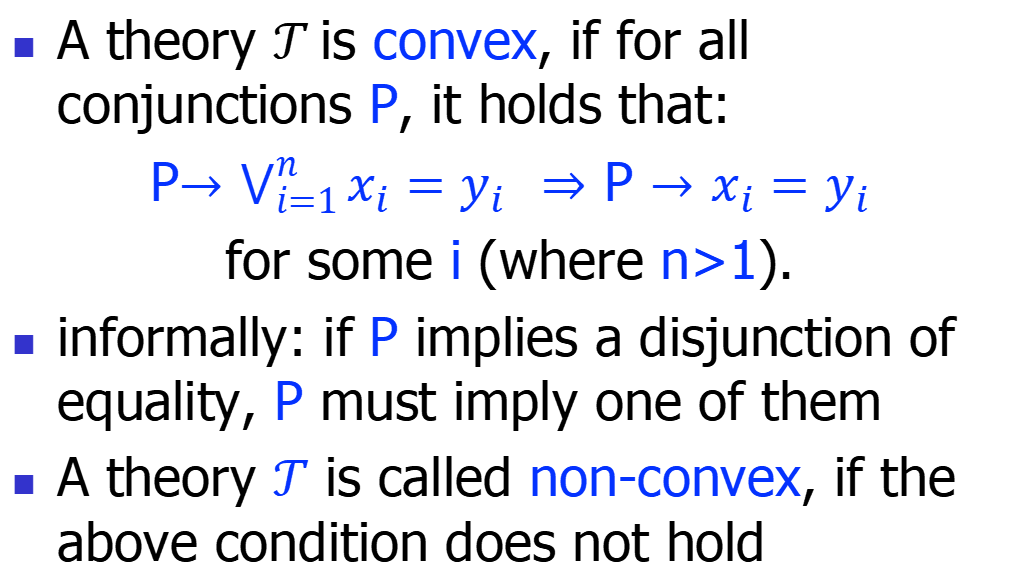 ▪ A theory 𝒯 is convex, if for all
conjunctions P, it holds that:
P→ ⋁ⁿᵢ₌₁ xᵢ = yᵢ ⇒ P → xᵢ = yᵢ
for some i (where n>1).
▪ informally: if P implies a disjunction of
equality, P must imply one of them
▪ A theory 𝒯 is called non-convex, if the
above condition does not hold